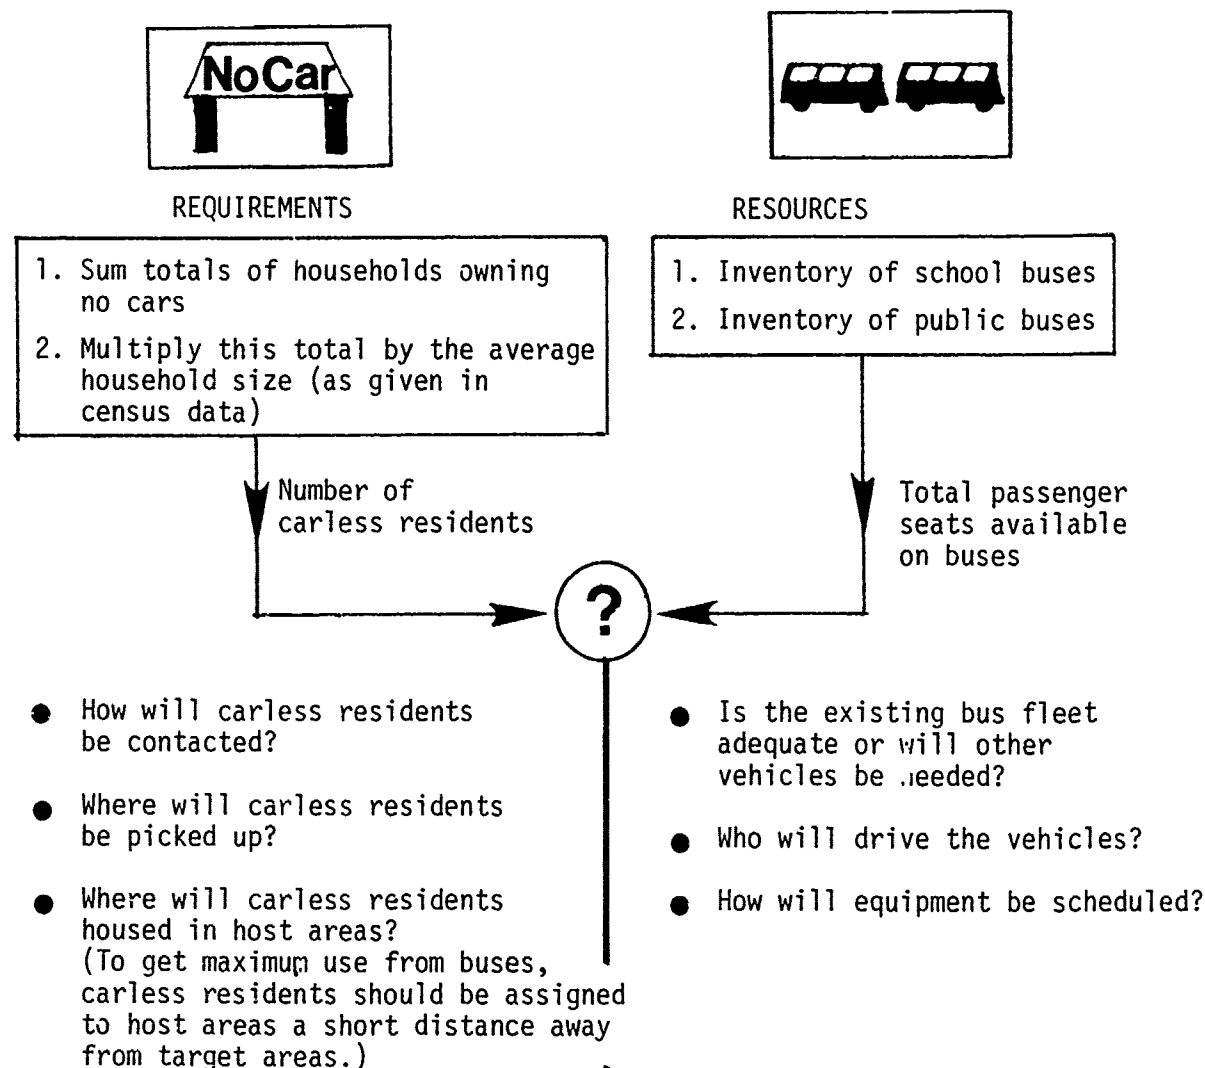 NoCar
REQUIREMENTS
1. Sum totals of households owning
no cars
2. Multiply this total by the average
household size (as given in
census data)
RESOURCES
1. Inventory of school buses
2. Inventory of public buses
Number of
carless residents
Total passenger
seats available
on buses
?
● How will carless residents
be contacted?
● Where will carless residents
be picked up?
● Where will carless residents
housed in host areas?
(To get maximum use from buses,
carless residents should be assigned
to host areas a short distance away
from target areas.)
● Is the existing bus fleet
adequate or will other
vehicles be needed?
● Who will drive the vehicles?
● How will equipment be scheduled?